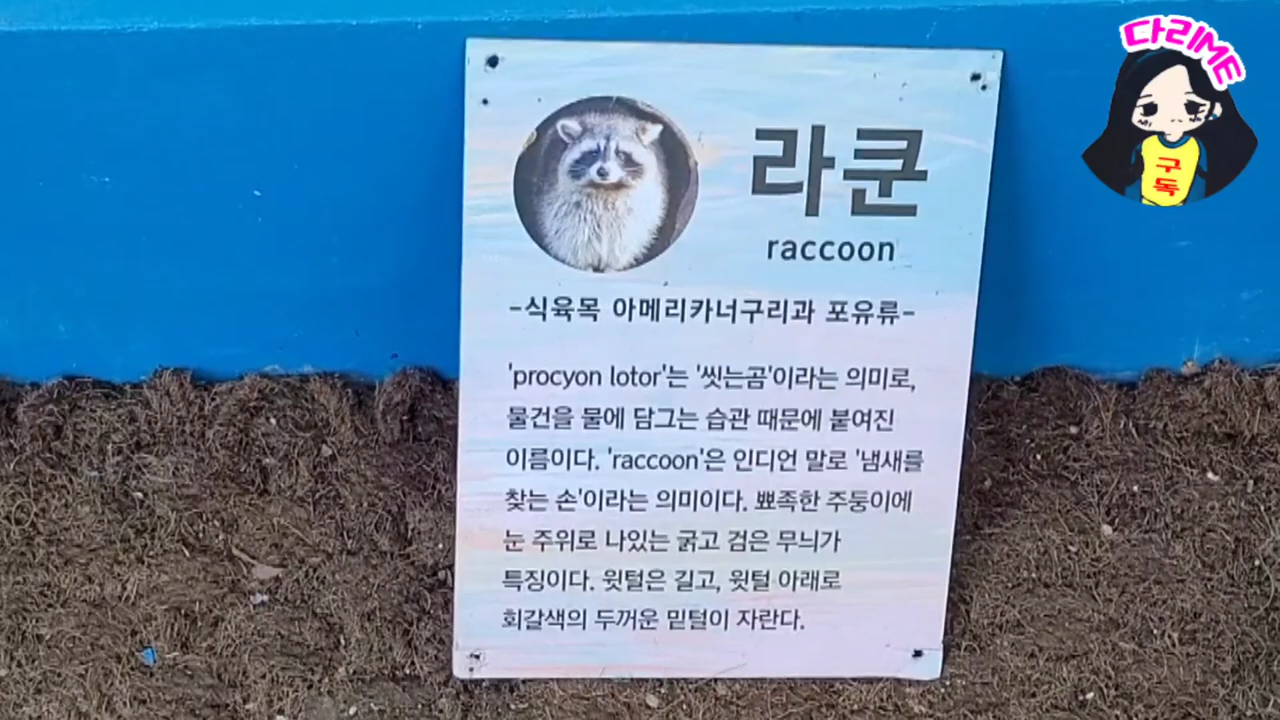 다리ME
구
독
라쿤
raccoon
-식육목 아메리카너구리과 포유류-
'procyon lotor'는 '씻는곰'이라는 의미로,
물건을 물에 담그는 습관 때문에 붙여진
이름이다. 'raccoon'은 인디언 말로 '냄새를
찾는 손'이라는 의미이다. 뾰족한 주둥이에
눈 주위로 나있는 굵고 검은 무늬가
특징이다. 윗털은 길고, 윗털 아래로
회갈색의 두꺼운 밑털이 자란다.